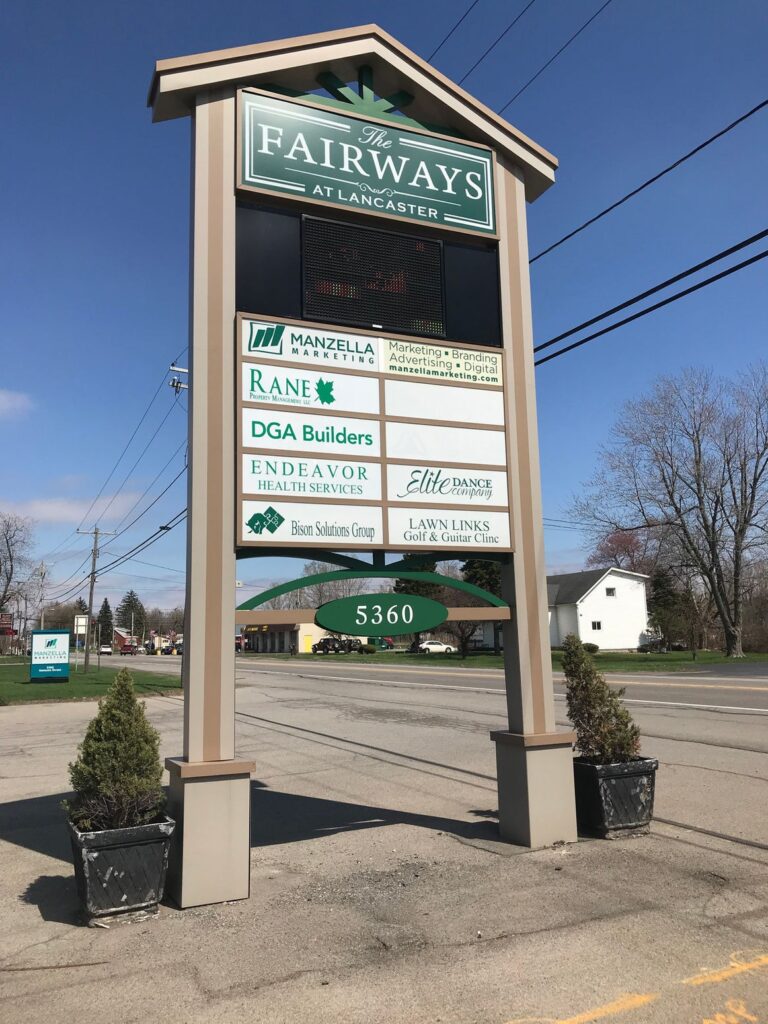 The
FAIRWAYS
AT LANCASTER
MANZELLA
MARKETING
Marketing ▪ Branding
Advertising ▪ Digital
manzellamarketing.com
RANE
PROPERTY MANAGEMENT, LLC
DGA Builders
ENDEAVOR
HEALTH SERVICES
Elite DANCE
company
Bison Solutions Group
LAWN LINKS
Golf & Guitar Clinc
5360
MANZELLA
MARKETING